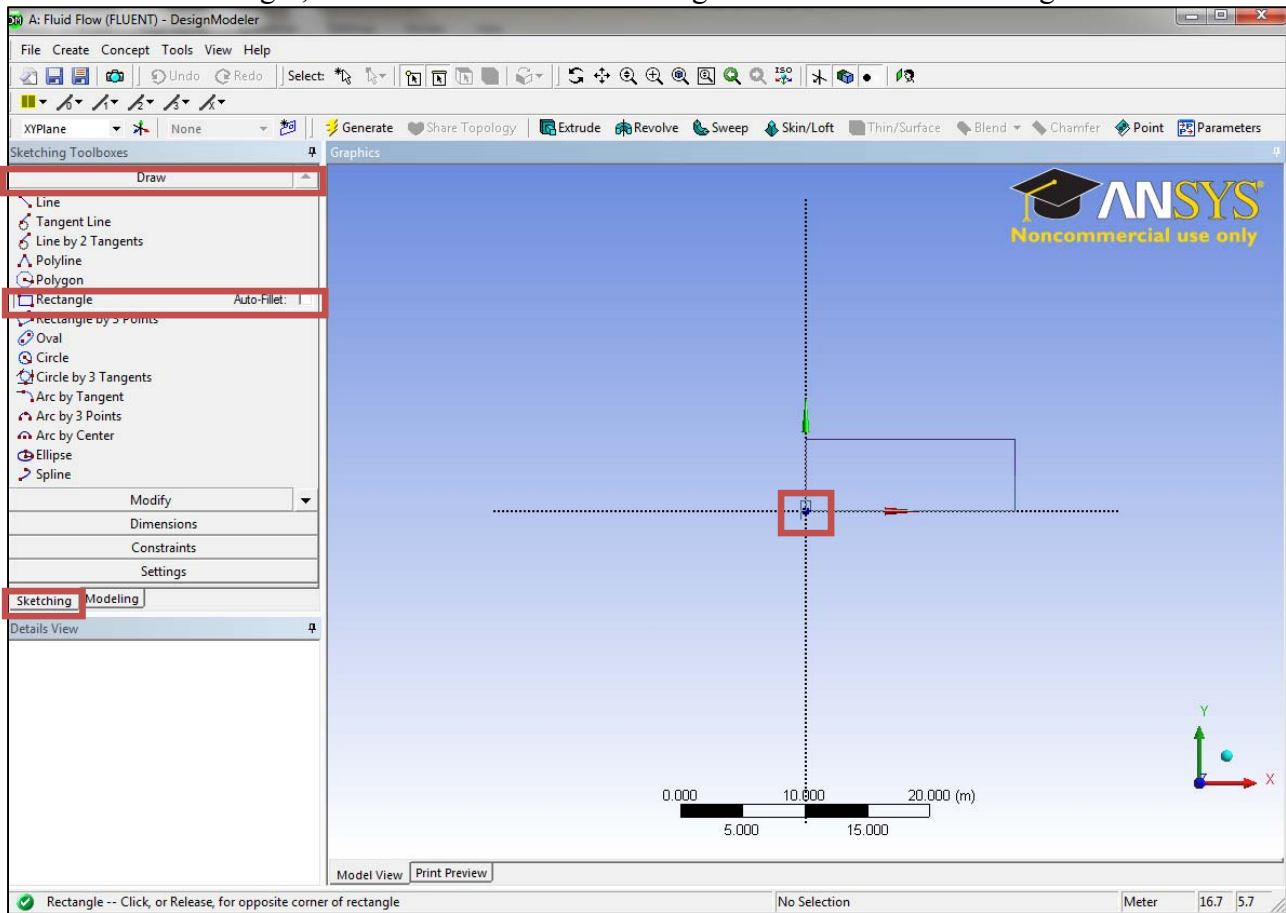 A: Fluid Flow (FLUENT) - DesignModeler
File Create Concept Tools View Help
Undo Redo Select:
XYPlane None Generate Share Topology Extrude Revolve Sweep Skin/Loft Thin/Surface Blend Chamfer Point Parameters
Sketching Toolboxes
Draw
Line
Tangent Line
Line by 2 Tangents
Polyline
Polygon
Rectangle Auto-Fillet:
Rectangle by 3 Points
Oval
Circle
Circle by 3 Tangents
Arc by Tangent
Arc by 3 Points
Arc by Center
Ellipse
Spline
Modify
Dimensions
Constraints
Settings
Sketching Modeling
Details View
Graphics
ANSYS
Noncommercial use only
P
Y
X
Z
0.000 10.000 20.000 (m)
5.000 15.000
Model View Print Preview
Rectangle -- Click, or Release, for opposite corner of rectangle No Selection Meter 16.7 5.7